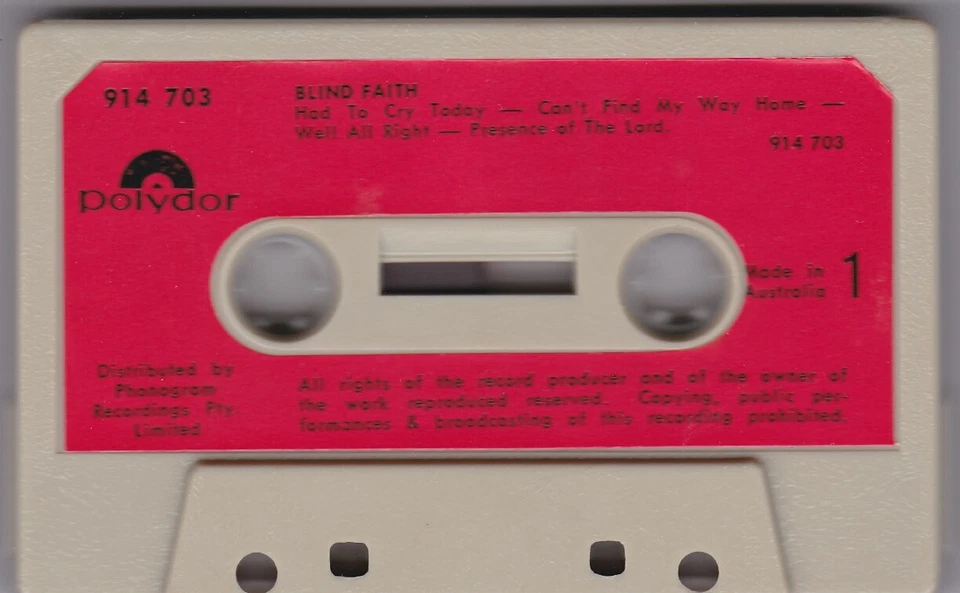 914 703
BLIND FAITH
Had To Cry Today — Can't Find My Way Home —
Well All Right — Presence of The Lord.
914 703
polydor
Made in
Australia
1
Distributed by
Phonogram
Recordings Pty.
Limited
All rights of the record producer and of the owner of
the work reproduced reserved. Copying, public per-
formances & broadcasting of this recording prohibited.